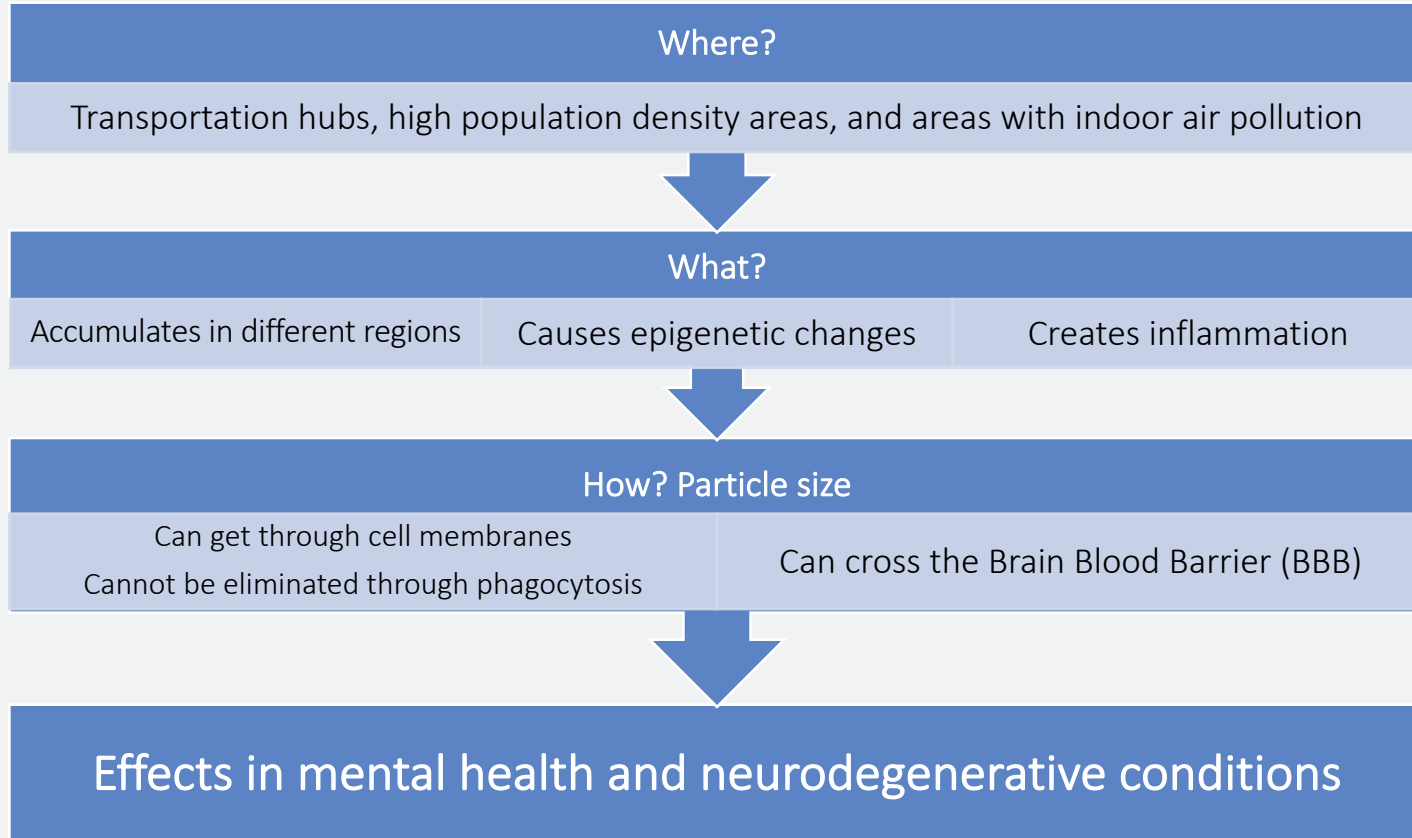 Where?
Transportation hubs, high population density areas, and areas with indoor air pollution
What?
Accumulates in different regions
Causes epigenetic changes
Creates inflammation
How? Particle size
Can get through cell membranes
Cannot be eliminated through phagocytosis
Can cross the Brain Blood Barrier (BBB)
Effects in mental health and neurodegenerative conditions